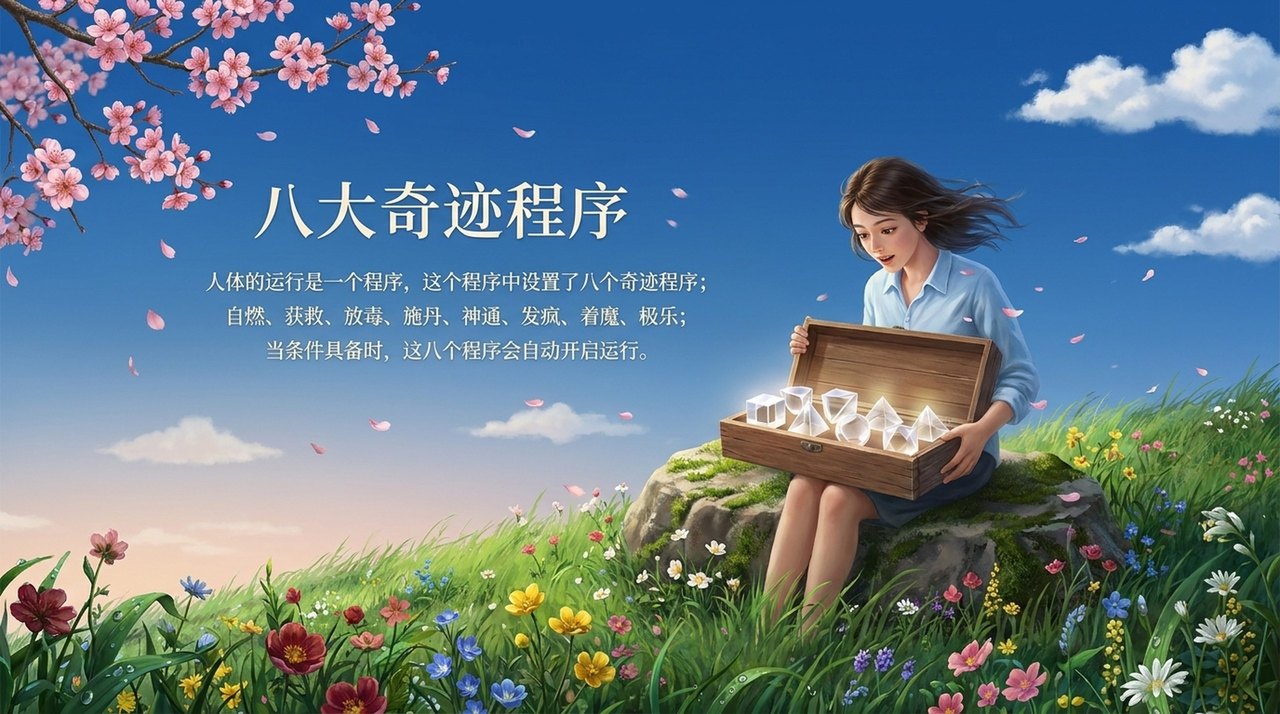 八大奇迹程序
人体的运行是一个程序，这个程序中设置了八个奇迹程序；
自燃、获救、放毒、施丹、神通、发疯、着魔、极乐；
当条件具备时，这八个程序会自动开启运行。